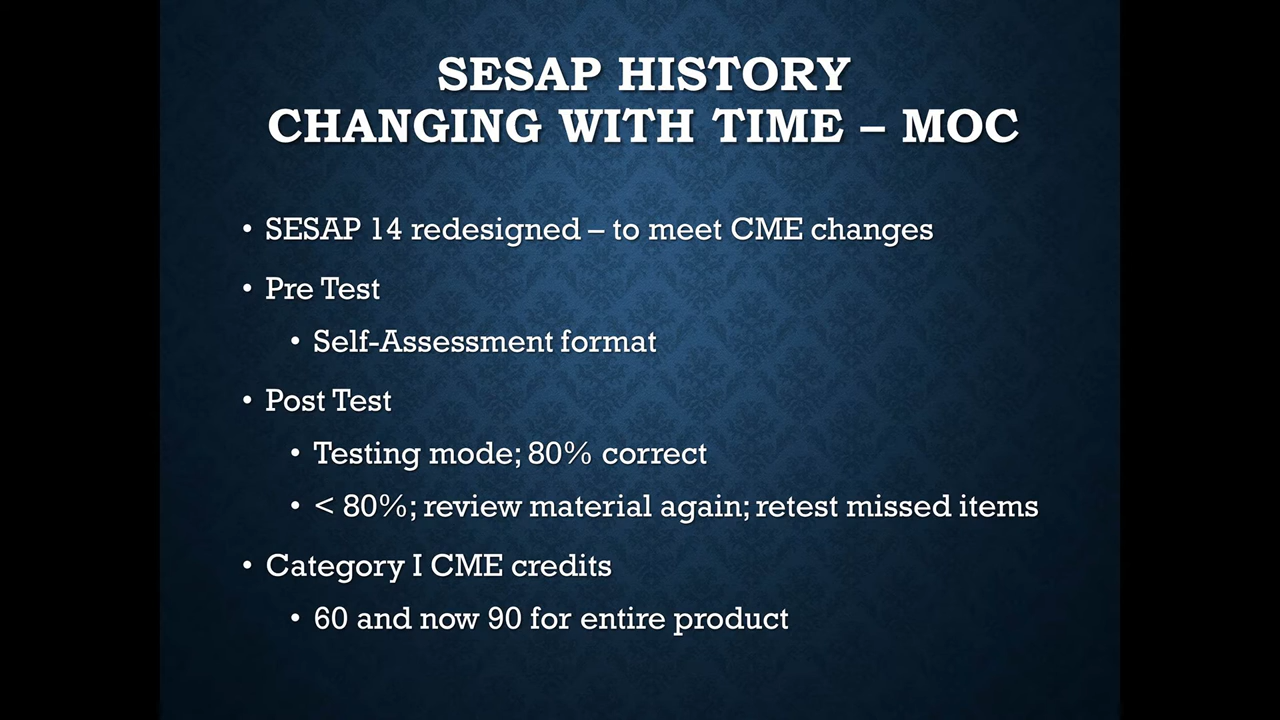 SESAP HISTORY
CHANGING WITH TIME – MOC
• SESAP 14 redesigned – to meet CME changes
• Pre Test
• Self-Assessment format
• Post Test
• Testing mode; 80% correct
• < 80%; review material again; retest missed items
• Category I CME credits
• 60 and now 90 for entire product